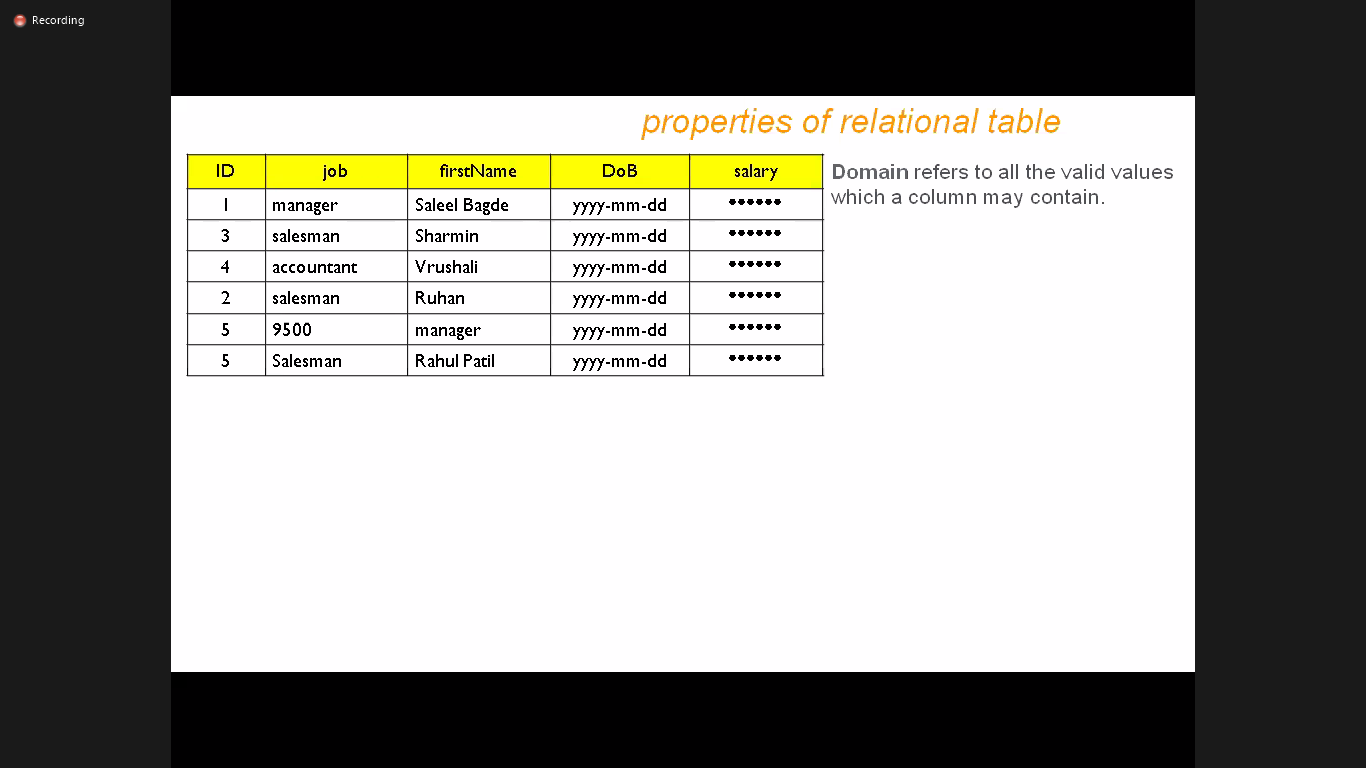 Recording
properties of relational table
ID job firstName DoB salary
1 manager Saleel Bagde yyyy-mm-dd ••••••
3 salesman Sharmin yyyy-mm-dd ••••••
4 accountant Vrushali yyyy-mm-dd ••••••
2 salesman Ruhan yyyy-mm-dd ••••••
5 9500 manager yyyy-mm-dd ••••••
5 Salesman Rahul Patil yyyy-mm-dd ••••••
Domain refers to all the valid values
which a column may contain.